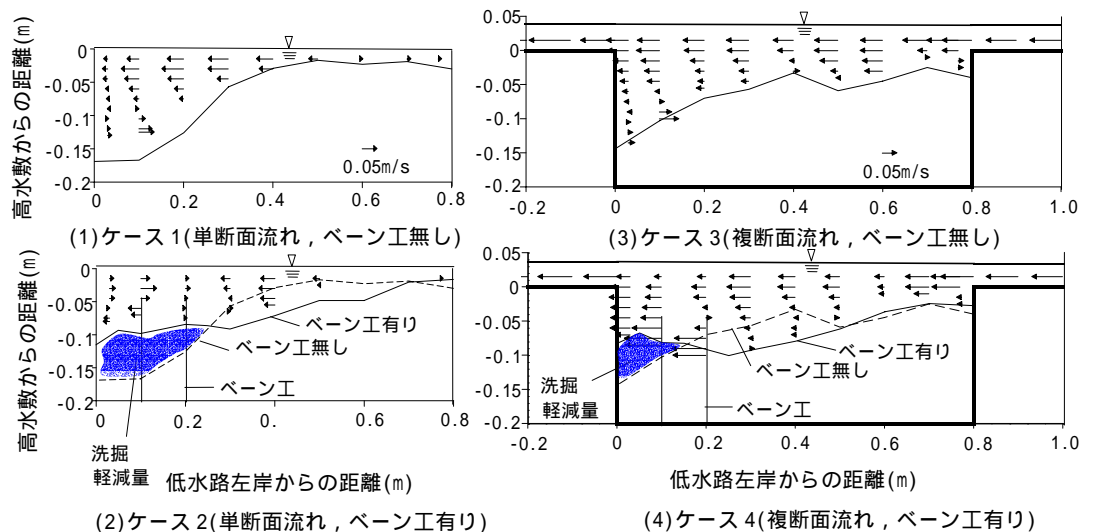 高水敷からの距離(m)
0
-0.05
-0.1
-0.15
-0.2
0.05m/s
0 0.2 0.4 0.6 0.8
(1)ケース1(単断面流れ，ベーン工無し)
0.05
0
-0.05
-0.1
-0.15
-0.2
0.05m/s
-0.2 0 0.2 0.4 0.6 0.8 1.0
(3)ケース3(複断面流れ，ベーン工無し)
高水敷からの距離(m)
0
-0.05
-0.1
-0.15
-0.2
ベーン工有り
ベーン工無し
ベーン工
0 0.2 0. 0.6 0.8
洗掘
軽減量
低水路左岸からの距離(m)
(2)ケース2(単断面流れ，ベーン工有り)
0.05
0
-0.05
-0.1
-0.15
-0.2
ベーン工有り
ベーン工無し
ベーン工
洗掘
軽減量
-0.2 0 0.2 0.4 0.6 0.8 1.0
低水路左岸からの距離(m)
(4)ケース4(複断面流れ，ベーン工有り)